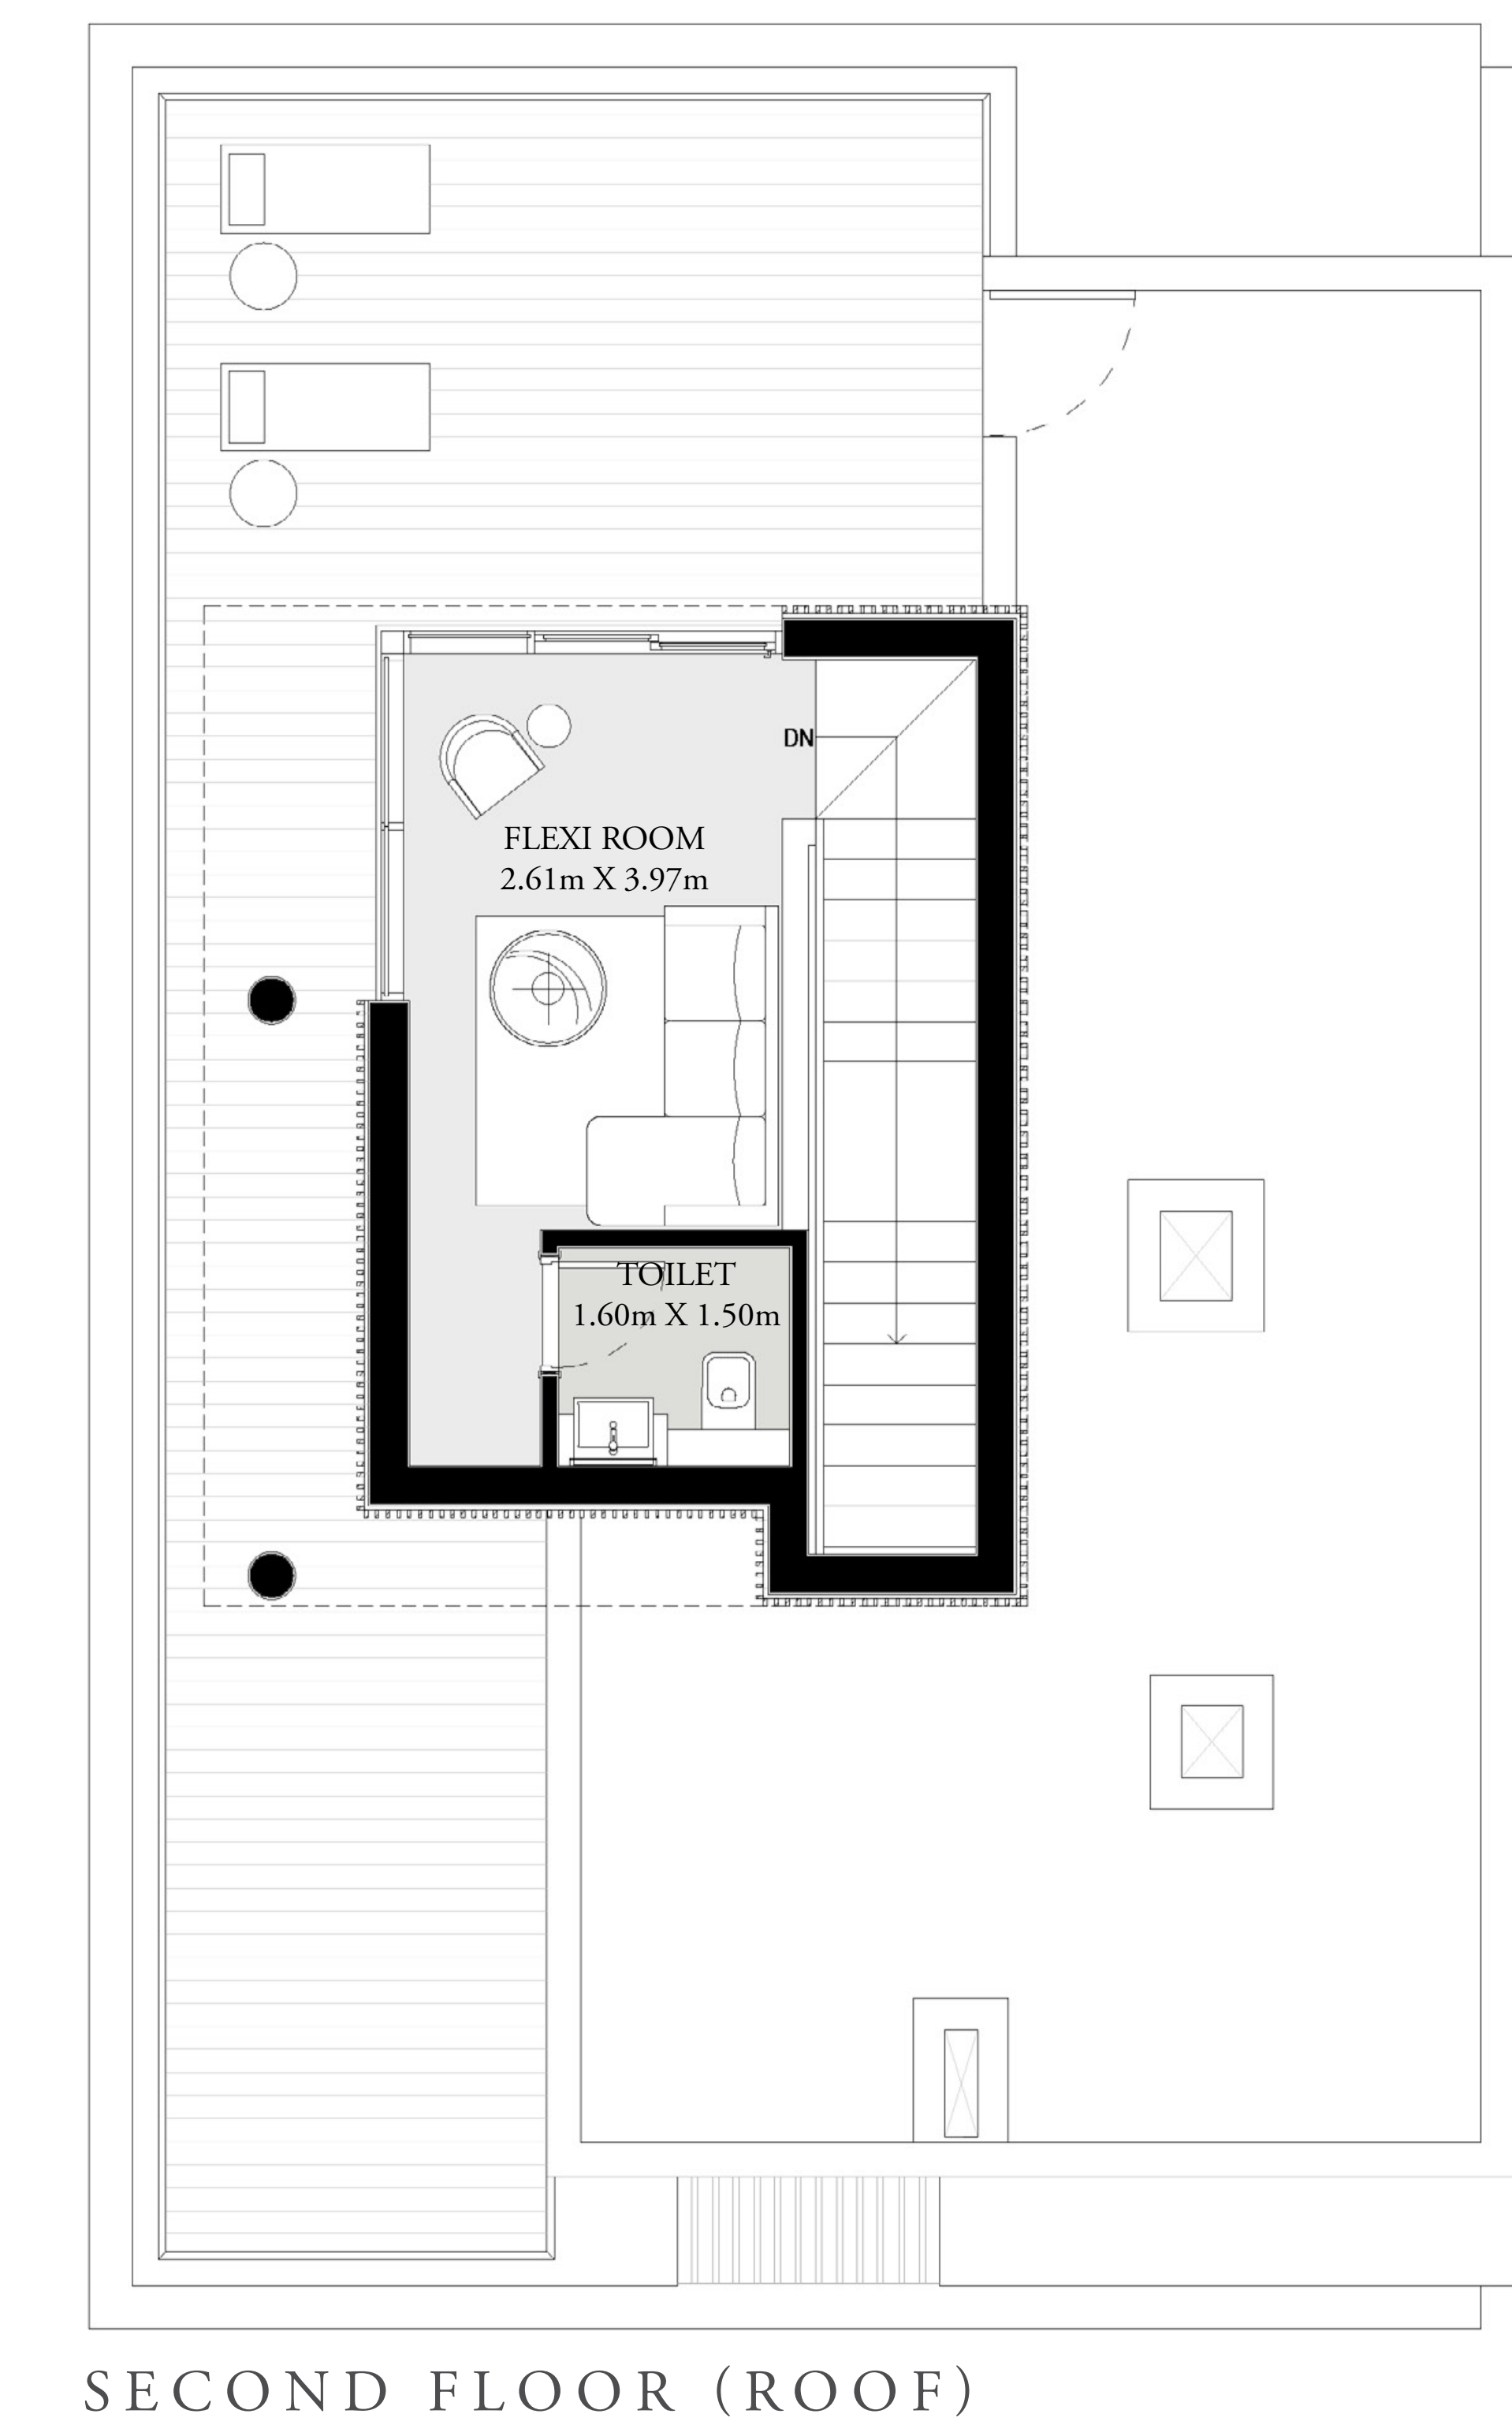 DN
FLEXI ROOM
2.61m X 3.97m
TOILET
1.60m X 1.50m
SECOND FLOOR (ROOF)